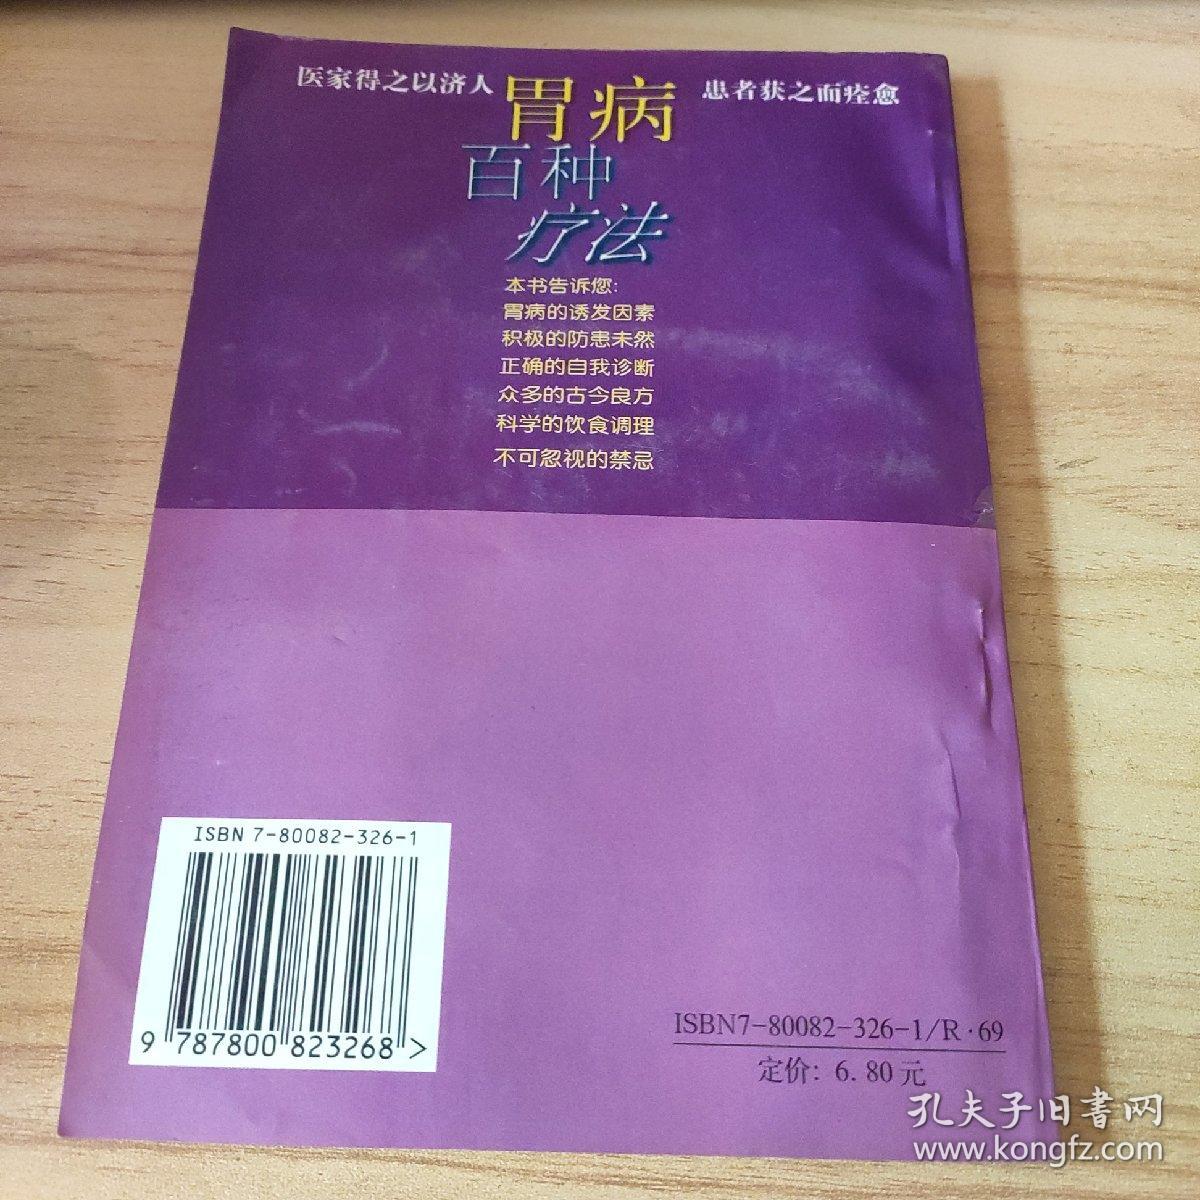 医家得之以济人
胃病
患者获之而痊愈
百种
疗法
本书告诉您:
胃病的诱发因素
积极的防患未然
正确的自我诊断
众多的古今良方
科学的饮食调理
不可忽视的禁忌
ISBN 7-80082-326-1
9 787800 823268 >
ISBN7-80082-326-1/R·69
定价: 6.80元
孔夫子旧书网
www.kongfz.com